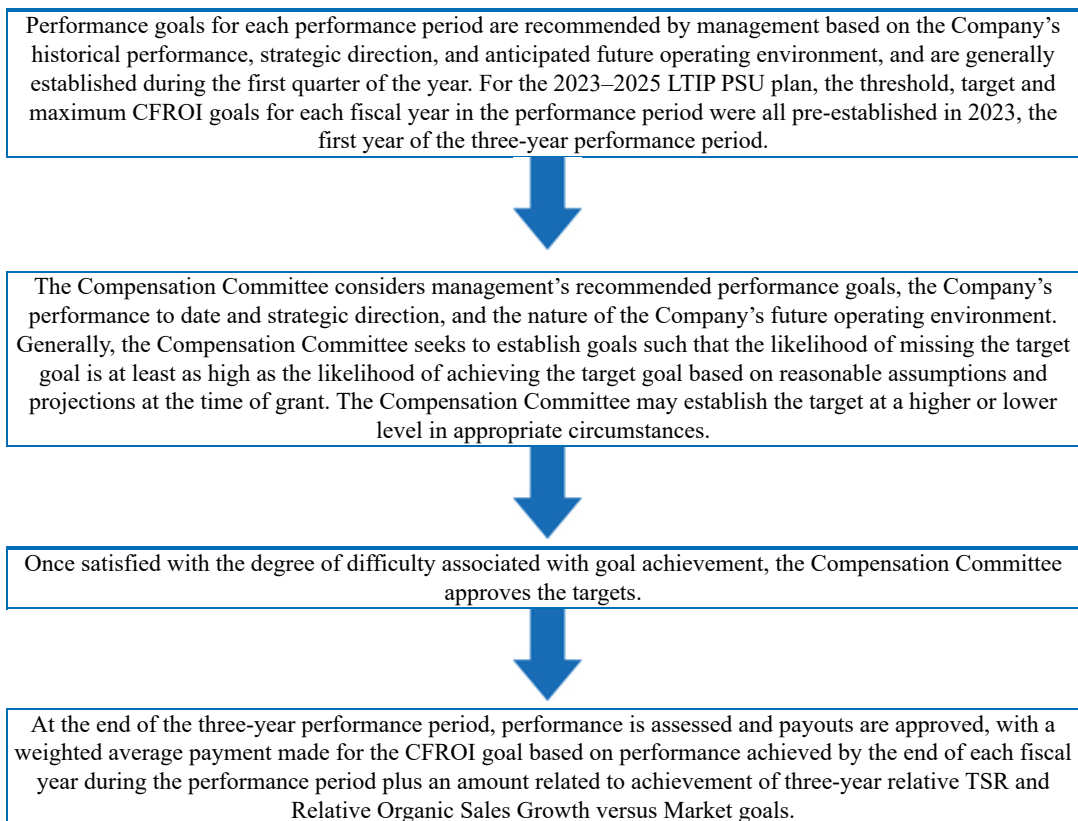 Performance goals for each performance period are recommended by management based on the Company’s
historical performance, strategic direction, and anticipated future operating environment, and are generally
established during the first quarter of the year. For the 2023–2025 LTIP PSU plan, the threshold, target and
maximum CFROI goals for each fiscal year in the performance period were all pre-established in 2023, the
first year of the three-year performance period.
The Compensation Committee considers management’s recommended performance goals, the Company’s
performance to date and strategic direction, and the nature of the Company’s future operating environment.
Generally, the Compensation Committee seeks to establish goals such that the likelihood of missing the target
goal is at least as high as the likelihood of achieving the target goal based on reasonable assumptions and
projections at the time of grant. The Compensation Committee may establish the target at a higher or lower
level in appropriate circumstances.
Once satisfied with the degree of difficulty associated with goal achievement, the Compensation Committee
approves the targets.
At the end of the three-year performance period, performance is assessed and payouts are approved, with a
weighted average payment made for the CFROI goal based on performance achieved by the end of each fiscal
year during the performance period plus an amount related to achievement of three-year relative TSR and
Relative Organic Sales Growth versus Market goals.